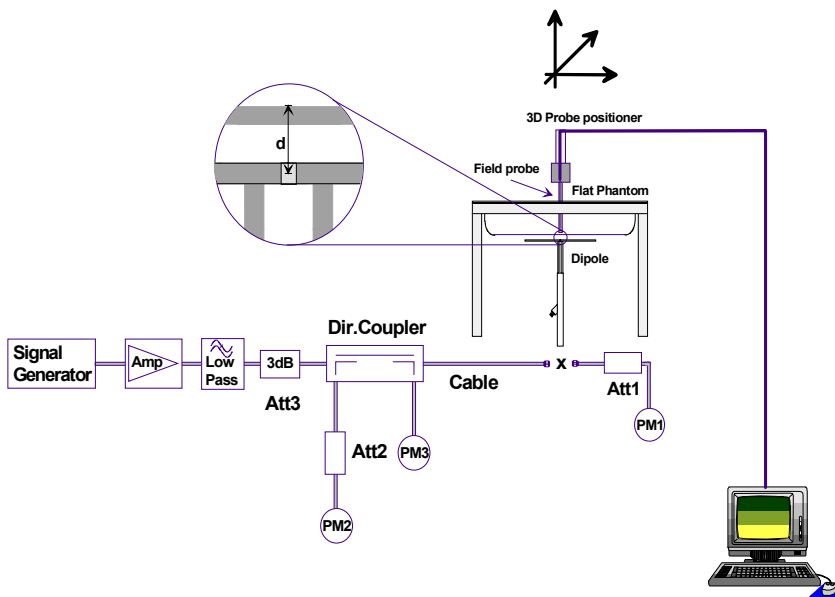 3D Probe positioner
d
Field probe
Flat Phantom
Dipole
Dir.Coupler
Signal
Generator
Amp
Low
Pass
3dB
Att3
Cable
x
Att1
PM1
Att2
PM3
PM2